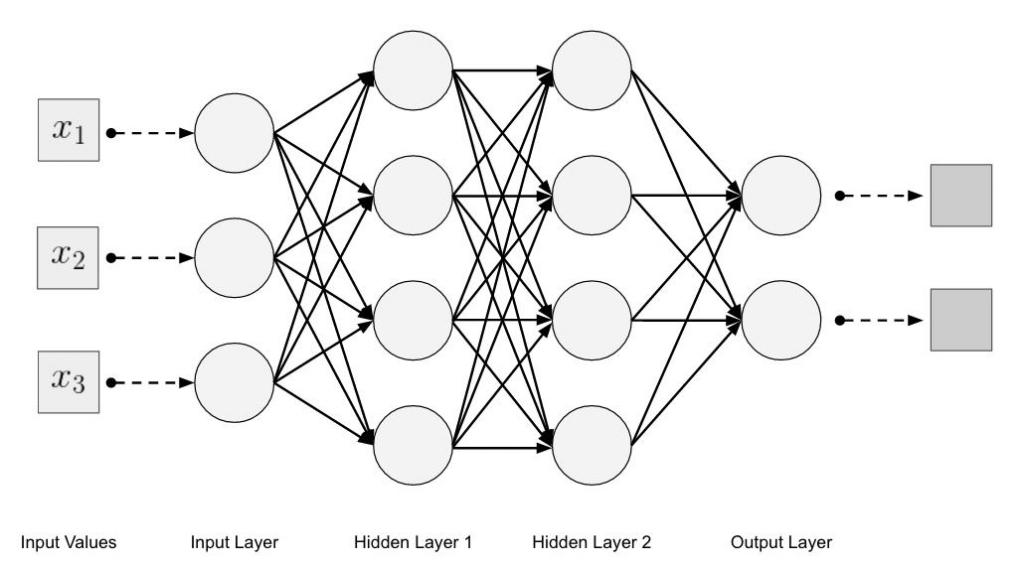 x₁
x₂
x₃
Input Values
Input Layer
Hidden Layer 1
Hidden Layer 2
Output Layer